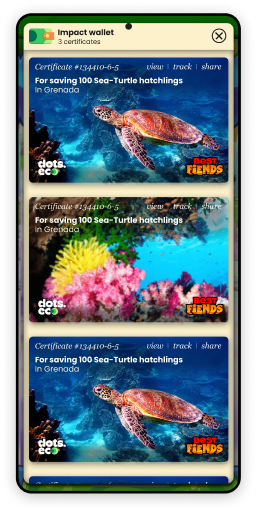 Impact wallet
3 certificates
Certificate #134410-6-5 view | track | share
For saving 100 Sea-Turtle hatchlings
In Grenada
dots.
eco
BEST
FIENDS
Certificate #134410-6-5 view | track | share
For saving 100 Sea-Turtle hatchlings
In Grenada
dots.
eco
BEST
FIENDS
Certificate #134410-6-5 view | track | share
For saving 100 Sea-Turtle hatchlings
In Grenada
dots.
eco
BEST
FIENDS